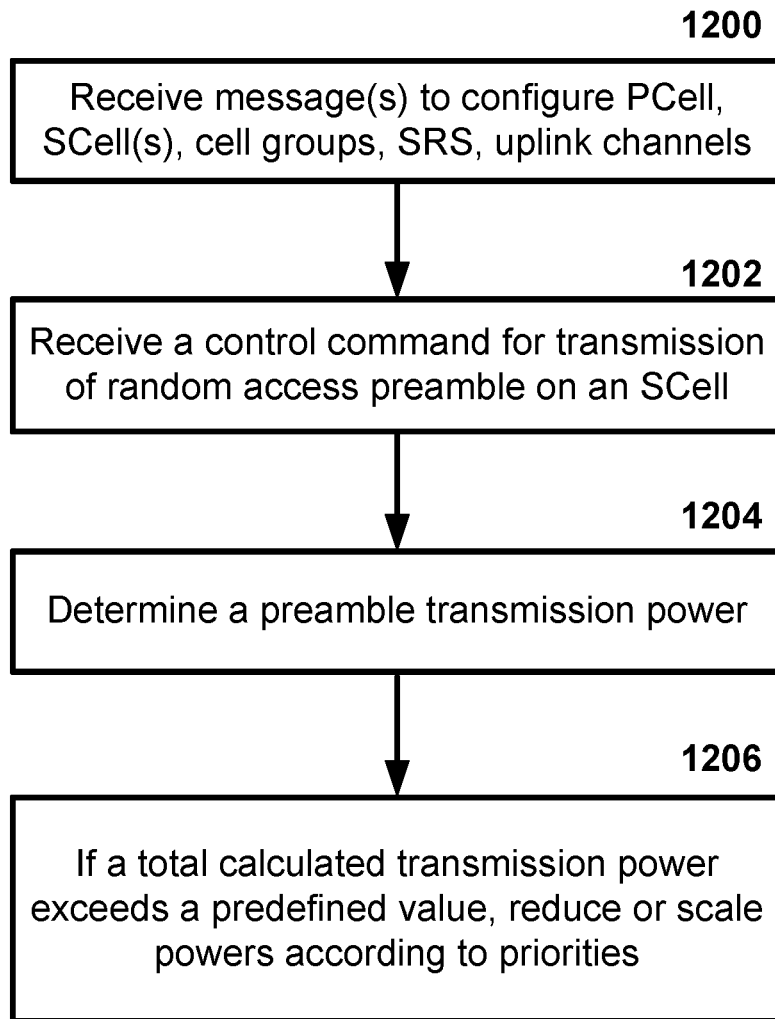 1200
Receive message(s) to configure PCell,
SCell(s), cell groups, SRS, uplink channels
1202
Receive a control command for transmission
of random access preamble on an SCell
1204
Determine a preamble transmission power
1206
If a total calculated transmission power
exceeds a predefined value, reduce or scale
powers according to priorities